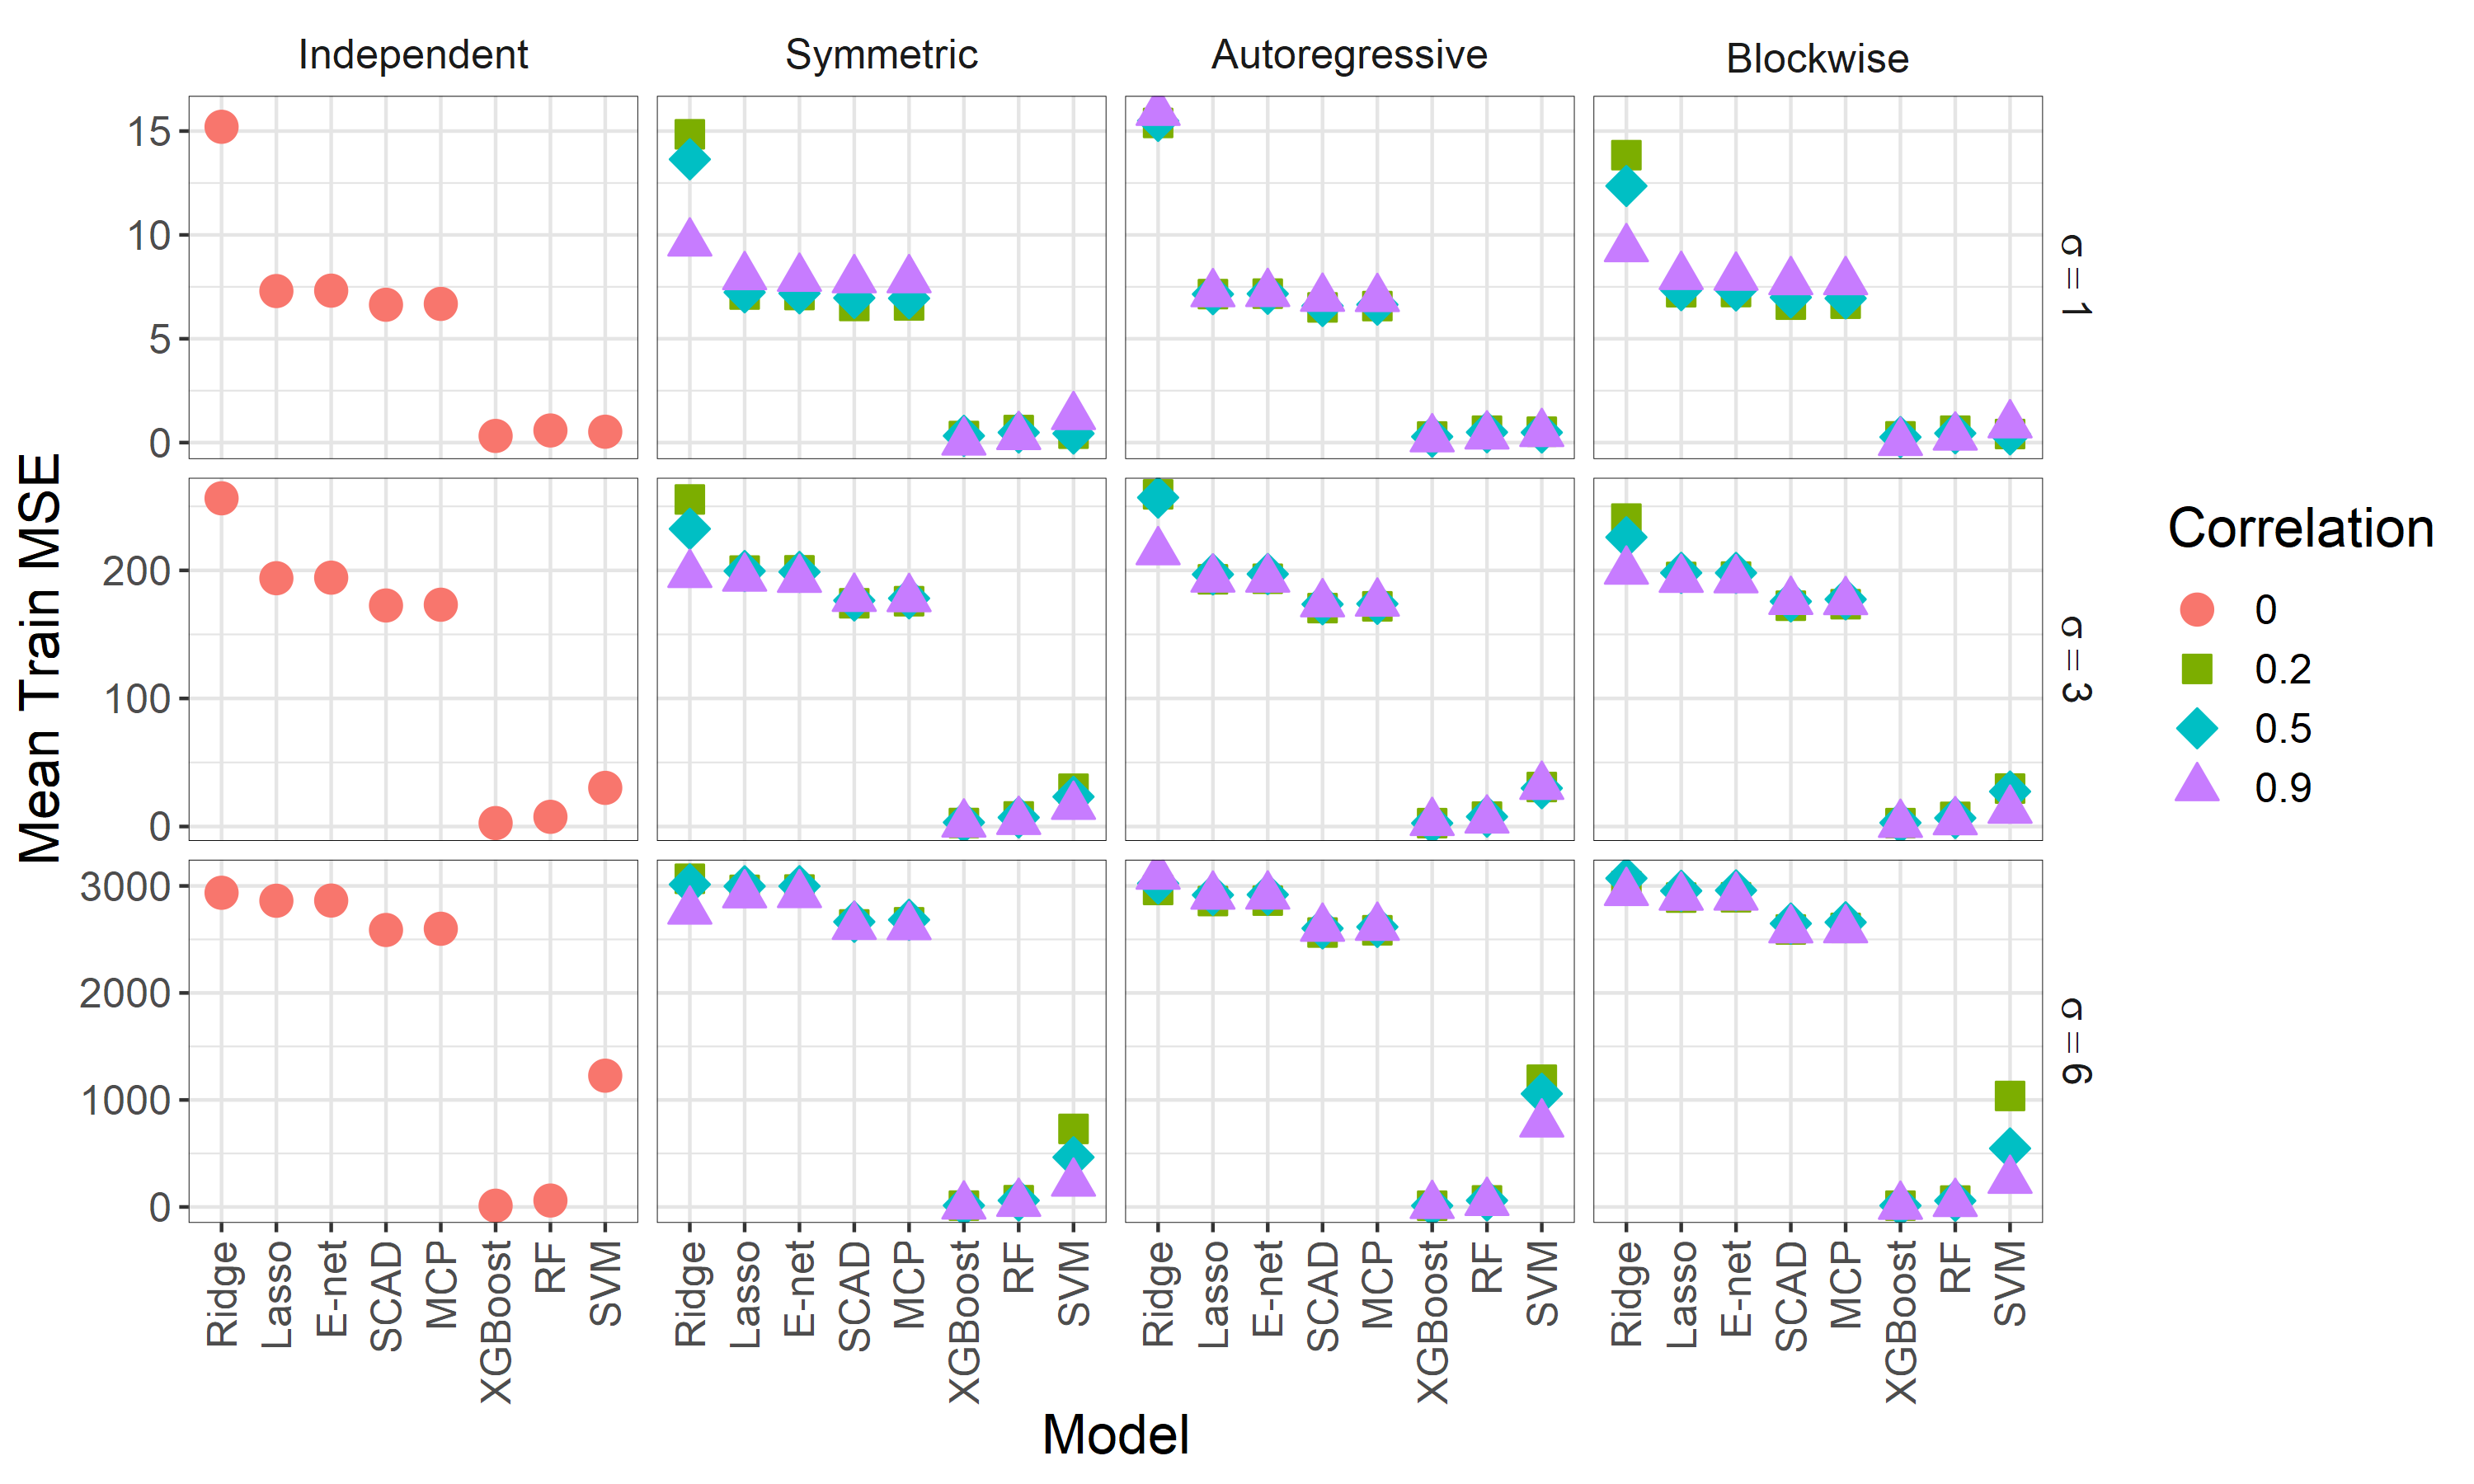 Independent Symmetric Autoregressive Blockwise
Mean Train MSE
15
10
5
0
σ = 1
200
100
0
σ = 3
3000
2000
1000
0
σ = 6
Ridge Lasso E-net SCAD MCP XGBoost RF SVM Ridge Lasso E-net SCAD MCP XGBoost RF SVM Ridge Lasso E-net SCAD MCP XGBoost RF SVM Ridge Lasso E-net SCAD MCP XGBoost RF SVM
Model
Correlation
0
0.2
0.5
0.9